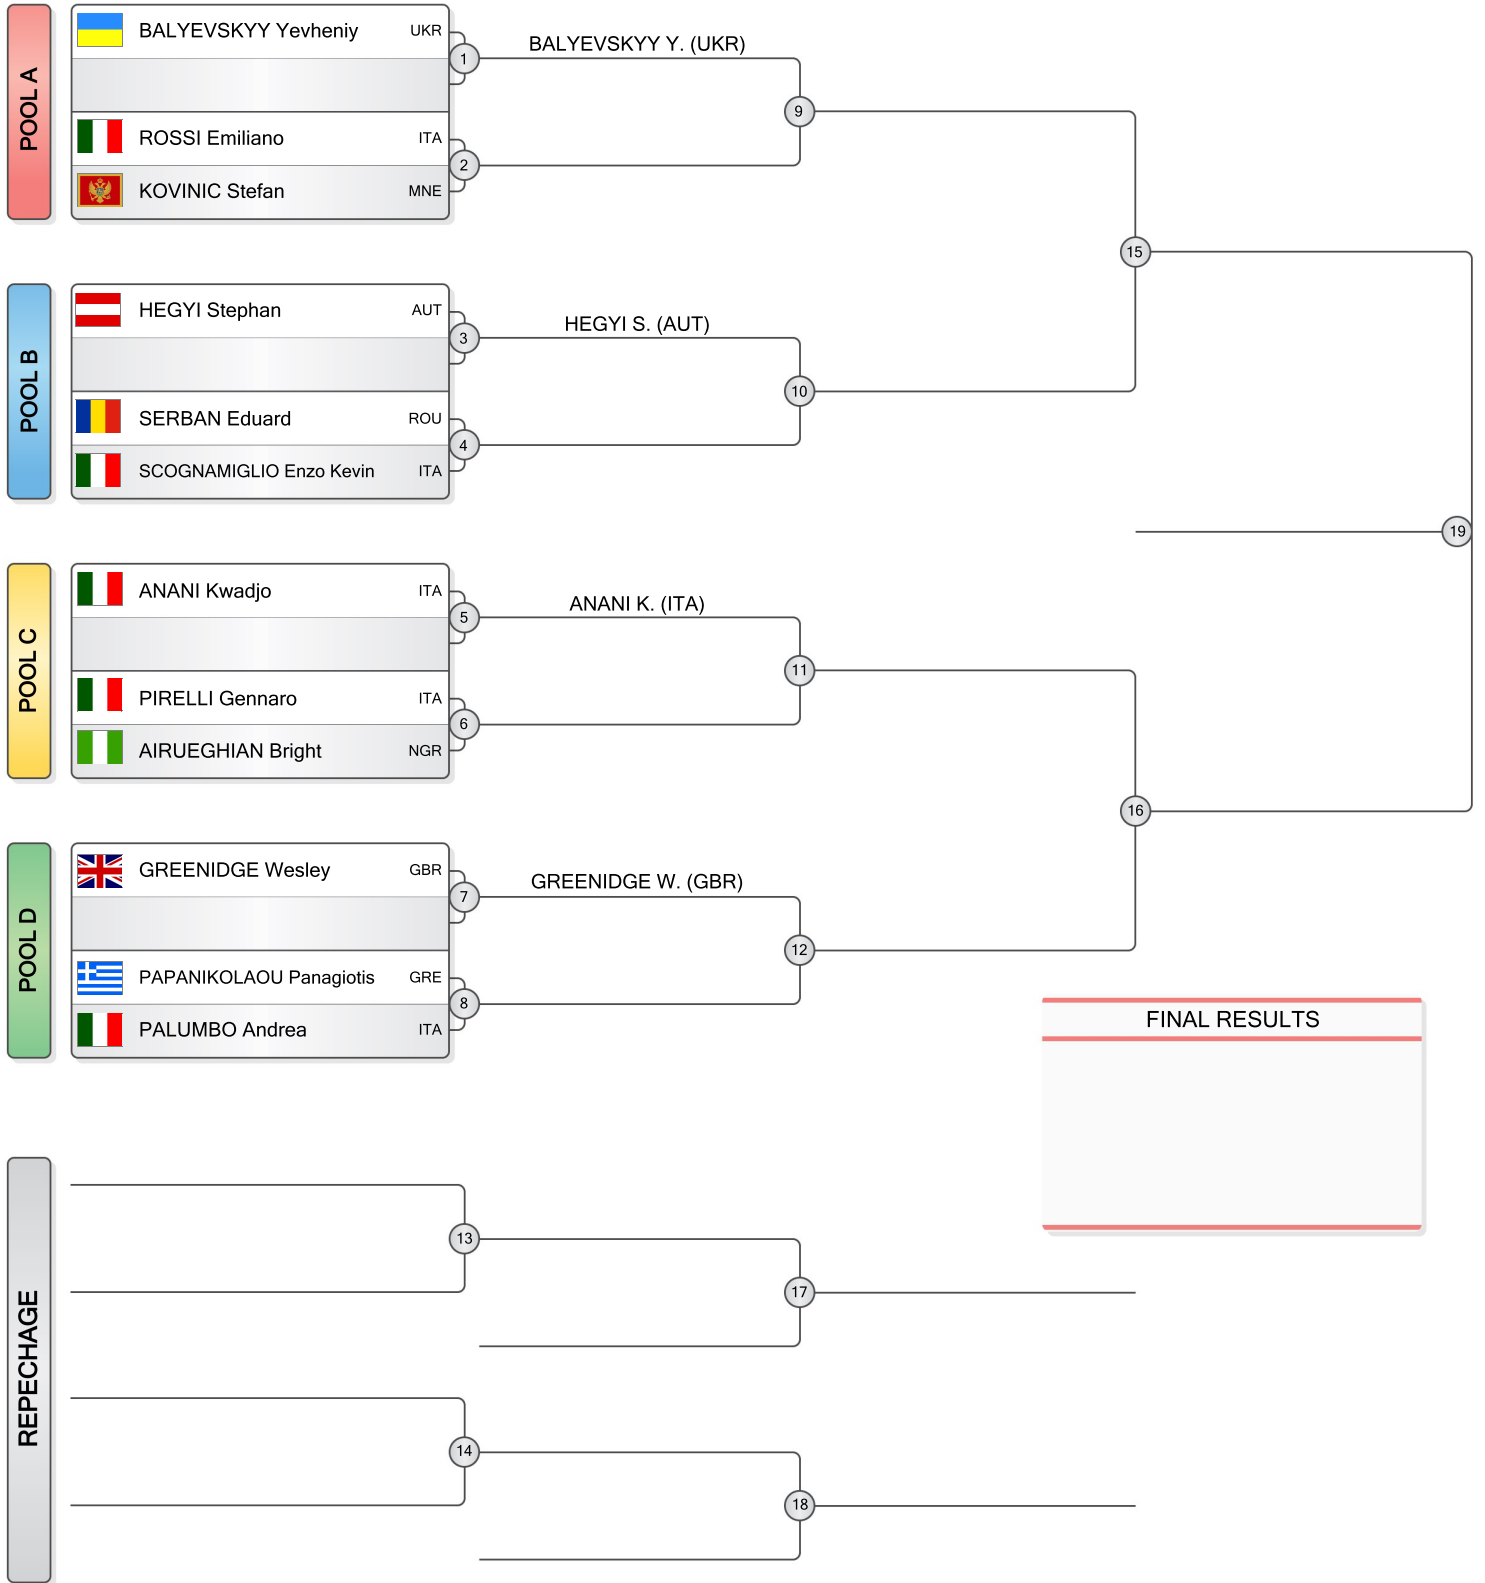 POOL A
BALYEVSKYY Yevheniy UKR
1
BALYEVSKYY Y. (UKR)
9
ROSSI Emiliano ITA
2
KOVINIC Stefan MNE
15
POOL B
HEGYI Stephan AUT
3
HEGYI S. (AUT)
10
SERBAN Eduard ROU
4
SCOGNAMIGLIO Enzo Kevin ITA
19
POOL C
ANANI Kwadjo ITA
5
ANANI K. (ITA)
11
PIRELLI Gennaro ITA
6
AIRUEGHIAN Bright NGR
16
POOL D
GREENIDGE Wesley GBR
7
GREENIDGE W. (GBR)
12
PAPANIKOLAOU Panagiotis GRE
8
PALUMBO Andrea ITA
FINAL RESULTS
REPECHAGE
13
17
14
18